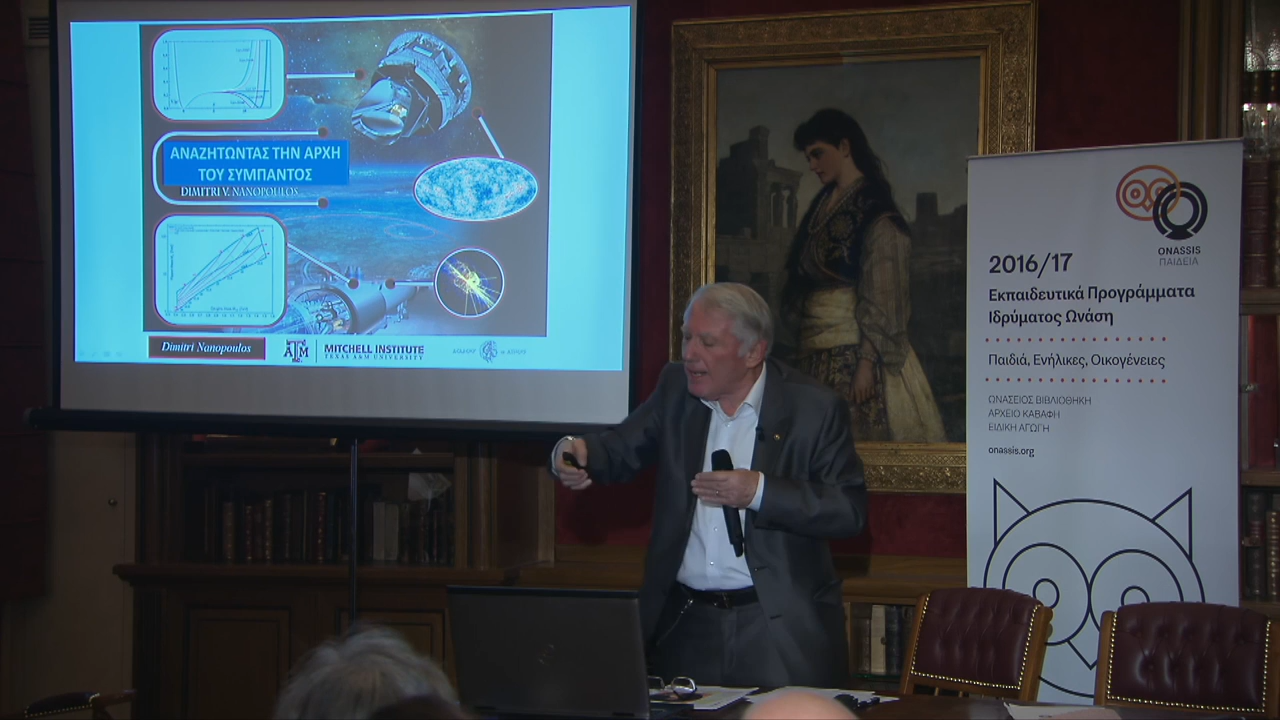 ΑΝΑΖΗΤΩΝΤΑΣ ΤΗΝ ΑΡΧΗ
ΤΟΥ ΣΥΜΠΑΝΤΟΣ
DIMITRI V. NANOPOULOS
Dimitri Nanopoulos
ATM
MITCHELL INSTITUTE
TEXAS A&M UNIVERSITY
ONASSIS
ΠΑΙΔΕΙΑ
2016/17
Εκπαιδευτικά Προγράμματα
Ιδρύματος Ωνάση
Παιδιά, Ενήλικες, Οικογένειες
ΩΝΑΣΕΙΟΣ ΒΙΒΛΙΟΘΗΚΗ
ΑΡΧΕΙΟ ΚΑΒΑΦΗ
ΕΙΔΙΚΗ ΑΓΩΓΗ
onassis.org